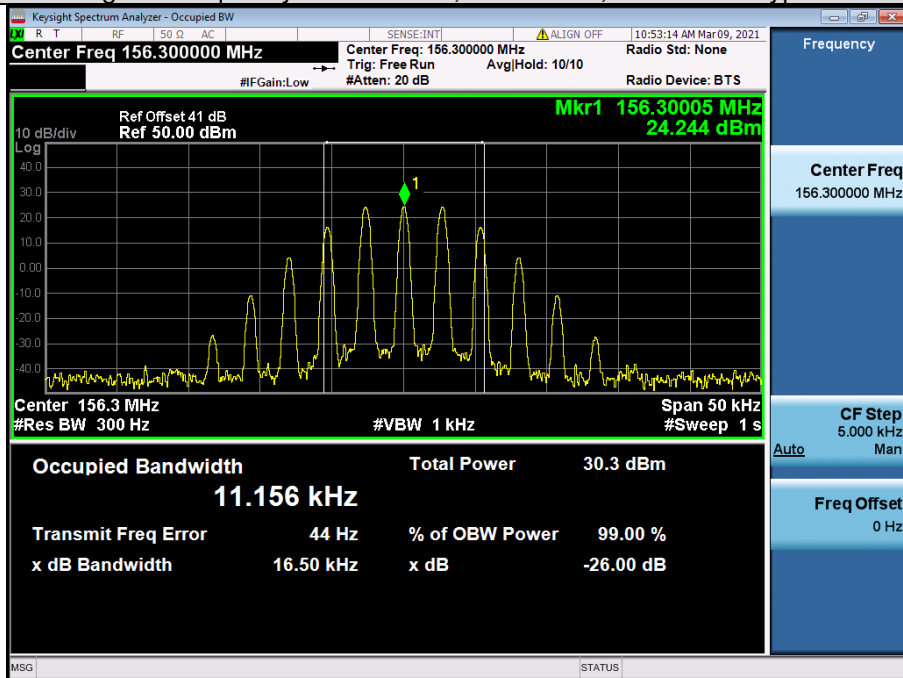 Keysight Spectrum Analyzer - Occupied BW
LXI R T RF 50 Ω AC SENSE:INT ALIGN OFF 10:53:14 AM Mar 09, 2021
Center Freq 156.300000 MHz
Center Freq: 156.300000 MHz
Radio Std: None
Trig: Free Run Avg|Hold: 10/10
#IFGain:Low #Atten: 20 dB Radio Device: BTS
Frequency
Mkr1 156.30005 MHz
24.244 dBm
Ref Offset 41 dB
10 dB/div Ref 50.00 dBm
Log
40.0
30.0
20.0
10.0
0.00
-10.0
-20.0
-30.0
-40.0
1
Center 156.3 MHz Span 50 kHz
#Res BW 300 Hz #VBW 1 kHz #Sweep 1 s
Center Freq
156.300000 MHz
CF Step
5.000 kHz
Auto Man
Freq Offset
0 Hz
Occupied Bandwidth Total Power 30.3 dBm
11.156 kHz
Transmit Freq Error 44 Hz % of OBW Power 99.00 %
x dB Bandwidth 16.50 kHz x dB -26.00 dB
MSG STATUS